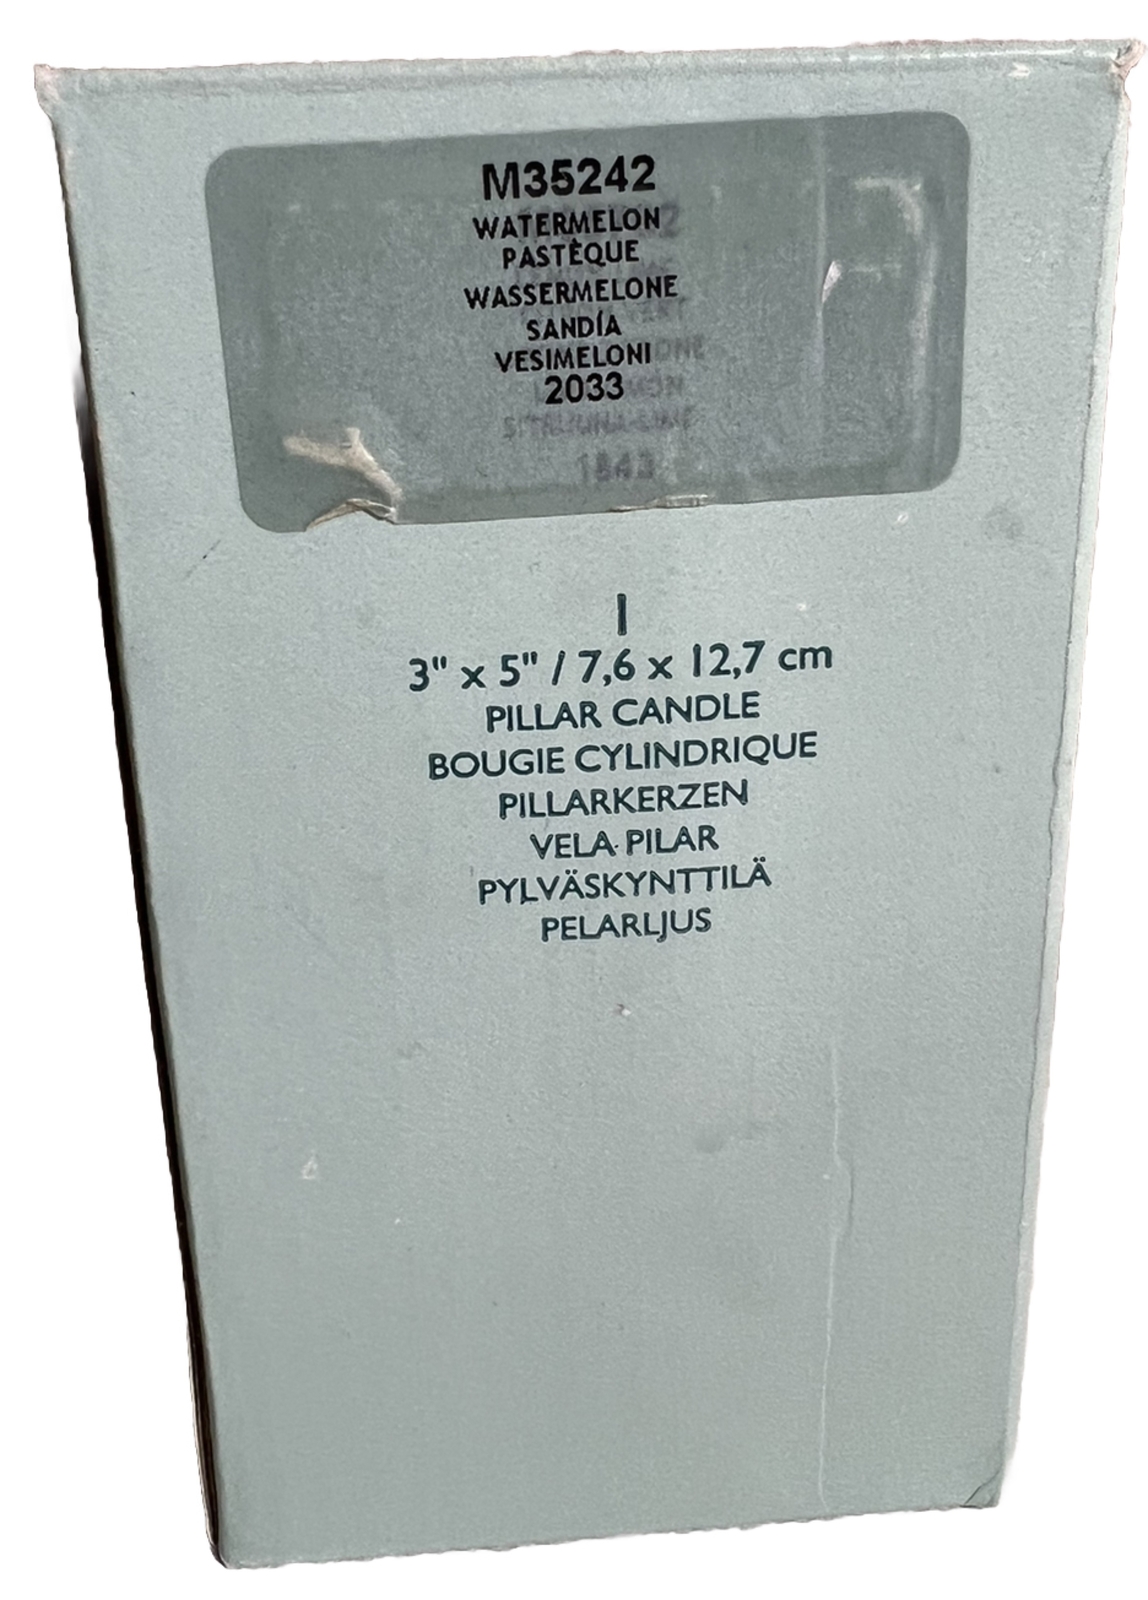 M35242
WATERMELON
PASTÈQUE
WASSERMELONE
SANDÍA
VESIMELONI
2033
1
3" x 5" / 7,6 x 12,7 cm
PILLAR CANDLE
BOUGIE CYLINDRIQUE
PILLARKERZEN
VELA PILAR
PYLVÄSKYNTTILÄ
PELARLJUS